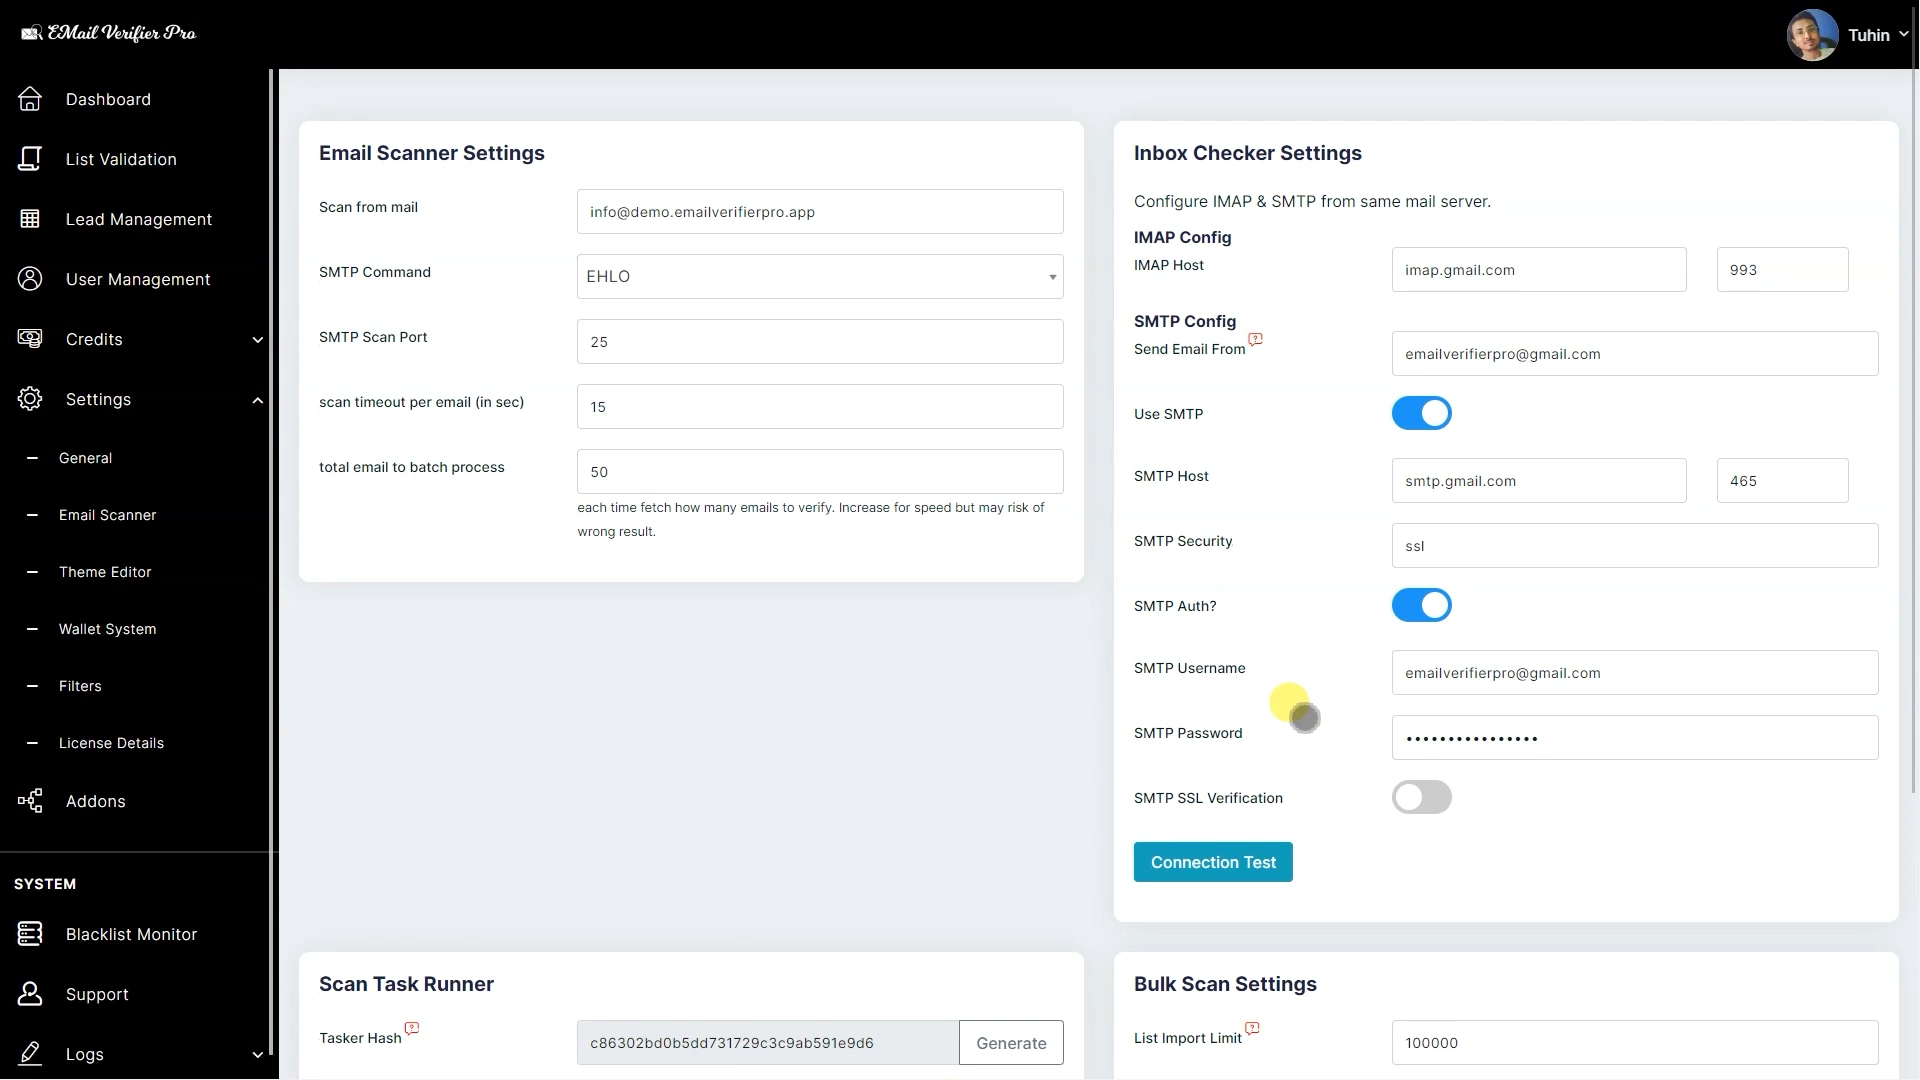 EMail Verifier Pro
Tuhin
Dashboard
List Validation
Lead Management
User Management
Credits
Settings
General
Email Scanner
Theme Editor
Wallet System
Filters
License Details
Addons
SYSTEM
Blacklist Monitor
Support
Logs
Email Scanner Settings
Scan from mail
info@demo.emailverifierpro.app
SMTP Command
EHLO
SMTP Scan Port
25
scan timeout per email (in sec)
15
total email to batch process
50
each time fetch how many emails to verify. Increase for speed but may risk of
wrong result.
Inbox Checker Settings
Configure IMAP & SMTP from same mail server.
IMAP Config
IMAP Host
imap.gmail.com
993
SMTP Config
Send Email From
emailverifierpro@gmail.com
Use SMTP
SMTP Host
smtp.gmail.com
465
SMTP Security
ssl
SMTP Auth?
SMTP Username
emailverifierpro@gmail.com
SMTP Password
••••••••••••••••
SMTP SSL Verification
Connection Test
Scan Task Runner
Tasker Hash
c86302bd0b5dd731729c3c9ab591e9d6
Generate
Bulk Scan Settings
List Import Limit
100000